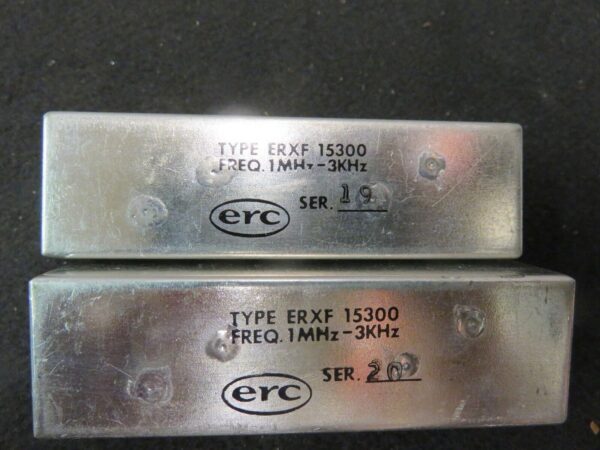 TYPE ERXF 15300
FREQ. 1MHz-3KHz
erc SER. 19
TYPE ERXF 15300
FREQ. 1MHz-3KHz
erc SER. 20